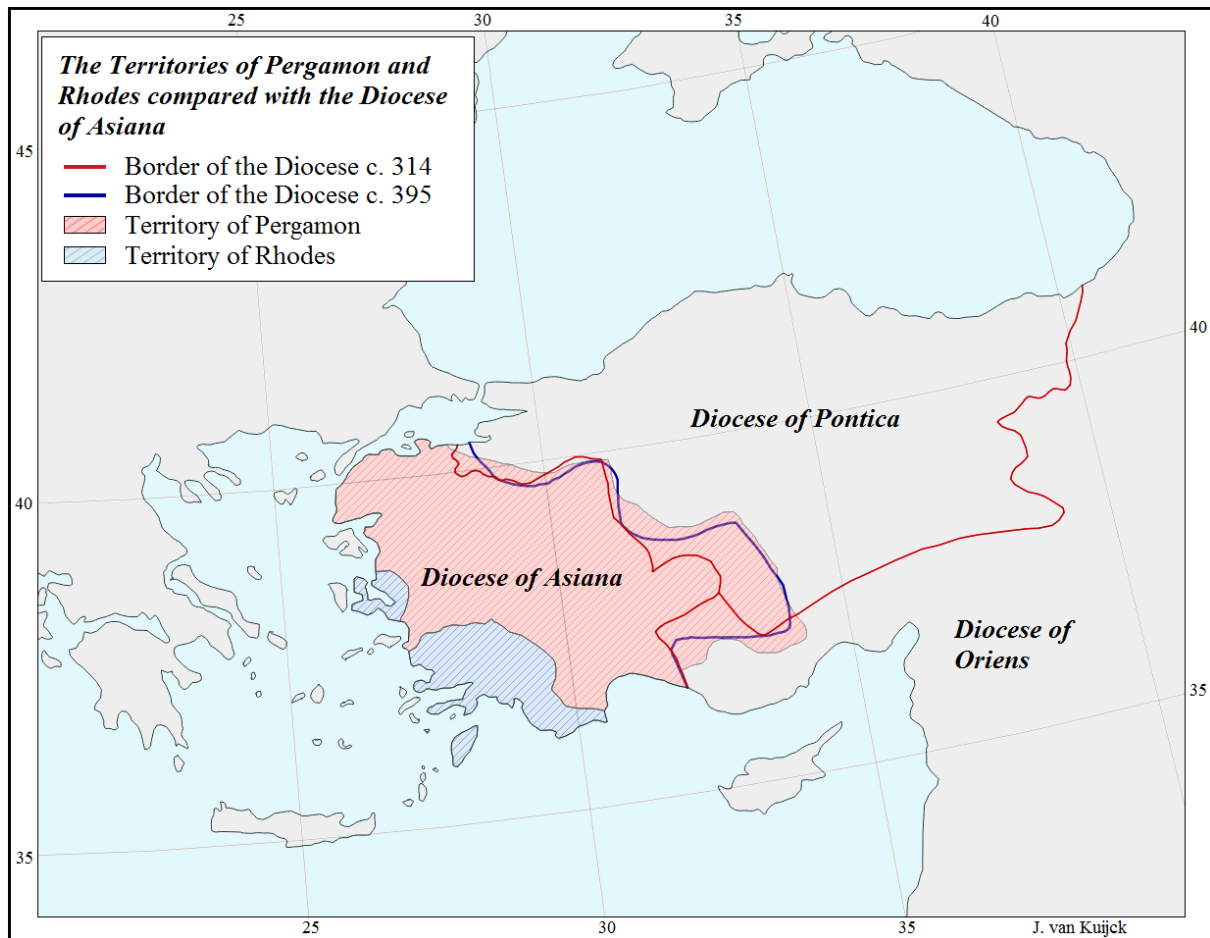 25
30
35
40
The Territories of Pergamon and
Rhodes compared with the Diocese
of Asiana
Border of the Diocese c. 314
Border of the Diocese c. 395
Territory of Pergamon
Territory of Rhodes
45
40
Diocese of Pontica
40
Diocese of Asiana
Diocese of
Oriens
35
35
25
30
35
J. van Kuijck